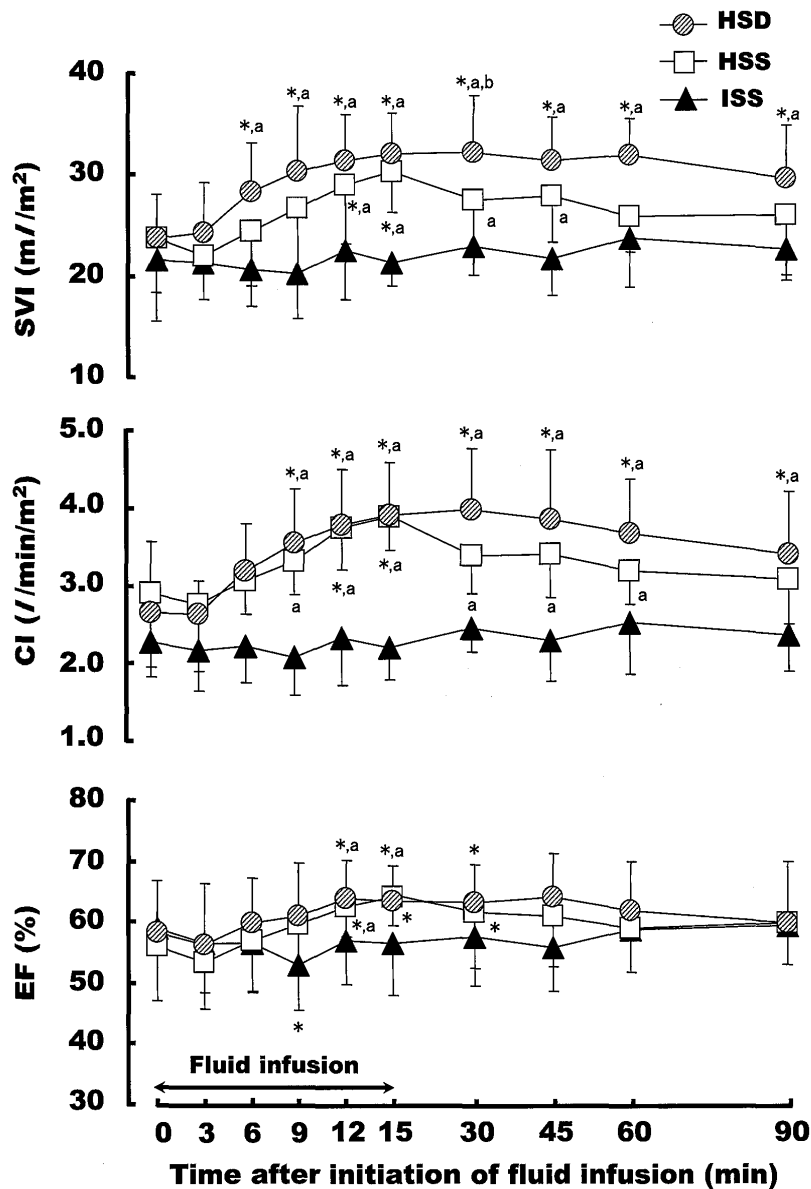 HSD
HSS
ISS
40
30
20
10
SVI (ml/m²)
*,a *,a *,a *,a *,a,b *,a *,a *,a
*,a *,a a a
5.0
4.0
3.0
2.0
1.0
CI (l/min/m²)
*,a *,a *,a *,a *,a *,a *,a
a *,a *,a a a a
80
70
60
50
40
30
EF (%)
*,a *,a *
*,a * *
*
Fluid infusion
0 3 6 9 12 15 30 45 60 90
Time after initiation of fluid infusion (min)